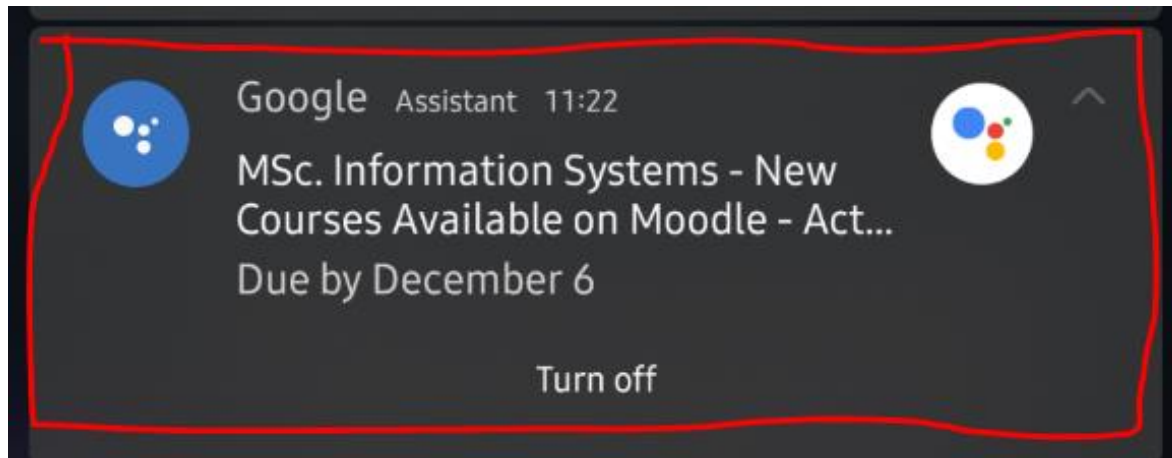 Google Assistant 11:22
MSc. Information Systems - New
Courses Available on Moodle - Act...
Due by December 6
Turn off